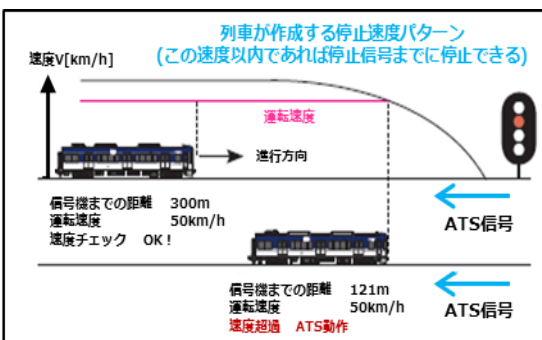 列車が作成する停止速度パターン
(この速度以内であれば停止信号までに停止できる)
速度V[km/h]
運転速度
進行方向
信号機までの距離 300m
運転速度 50km/h
速度チェック OK!
ATS信号
信号機までの距離 121m
運転速度 50km/h
速度超過 ATS動作
ATS信号